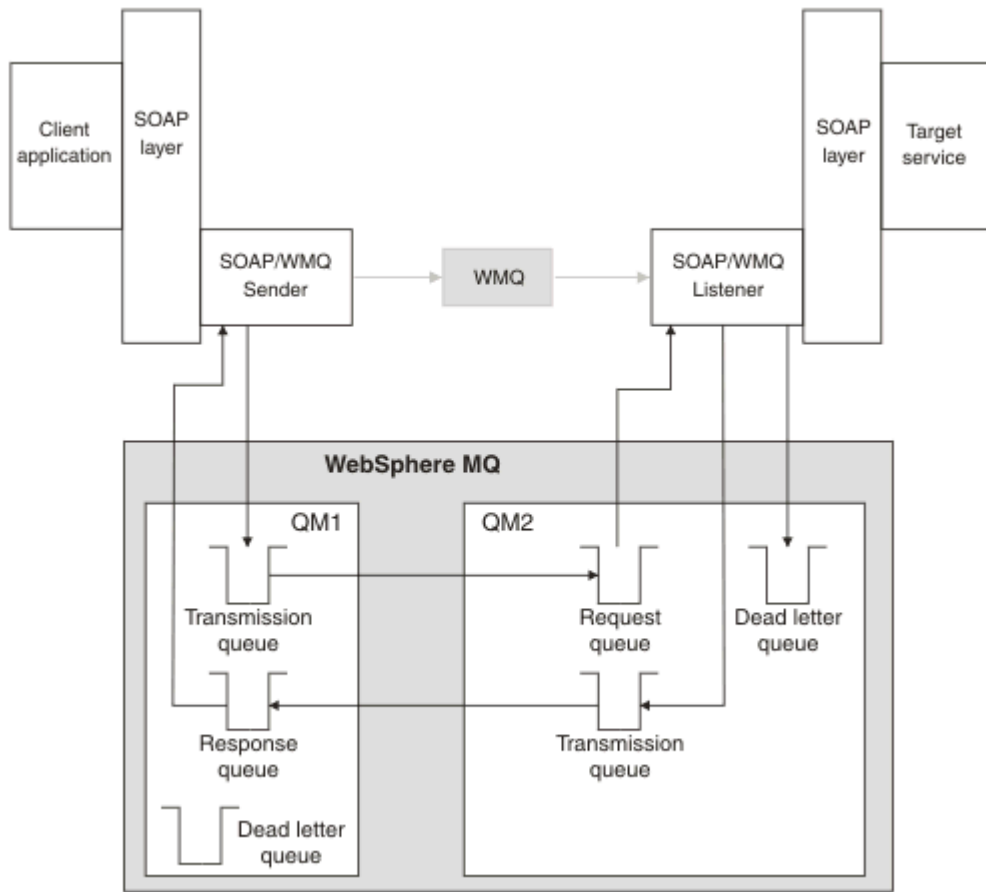 Client
application
SOAP
layer
SOAP
layer
Target
service
SOAP/WMQ
Sender
WMQ
SOAP/WMQ
Listener
WebSphere MQ
QM1
QM2
Transmission
queue
Request
queue
Dead letter
queue
Response
queue
Transmission
queue
Dead letter
queue